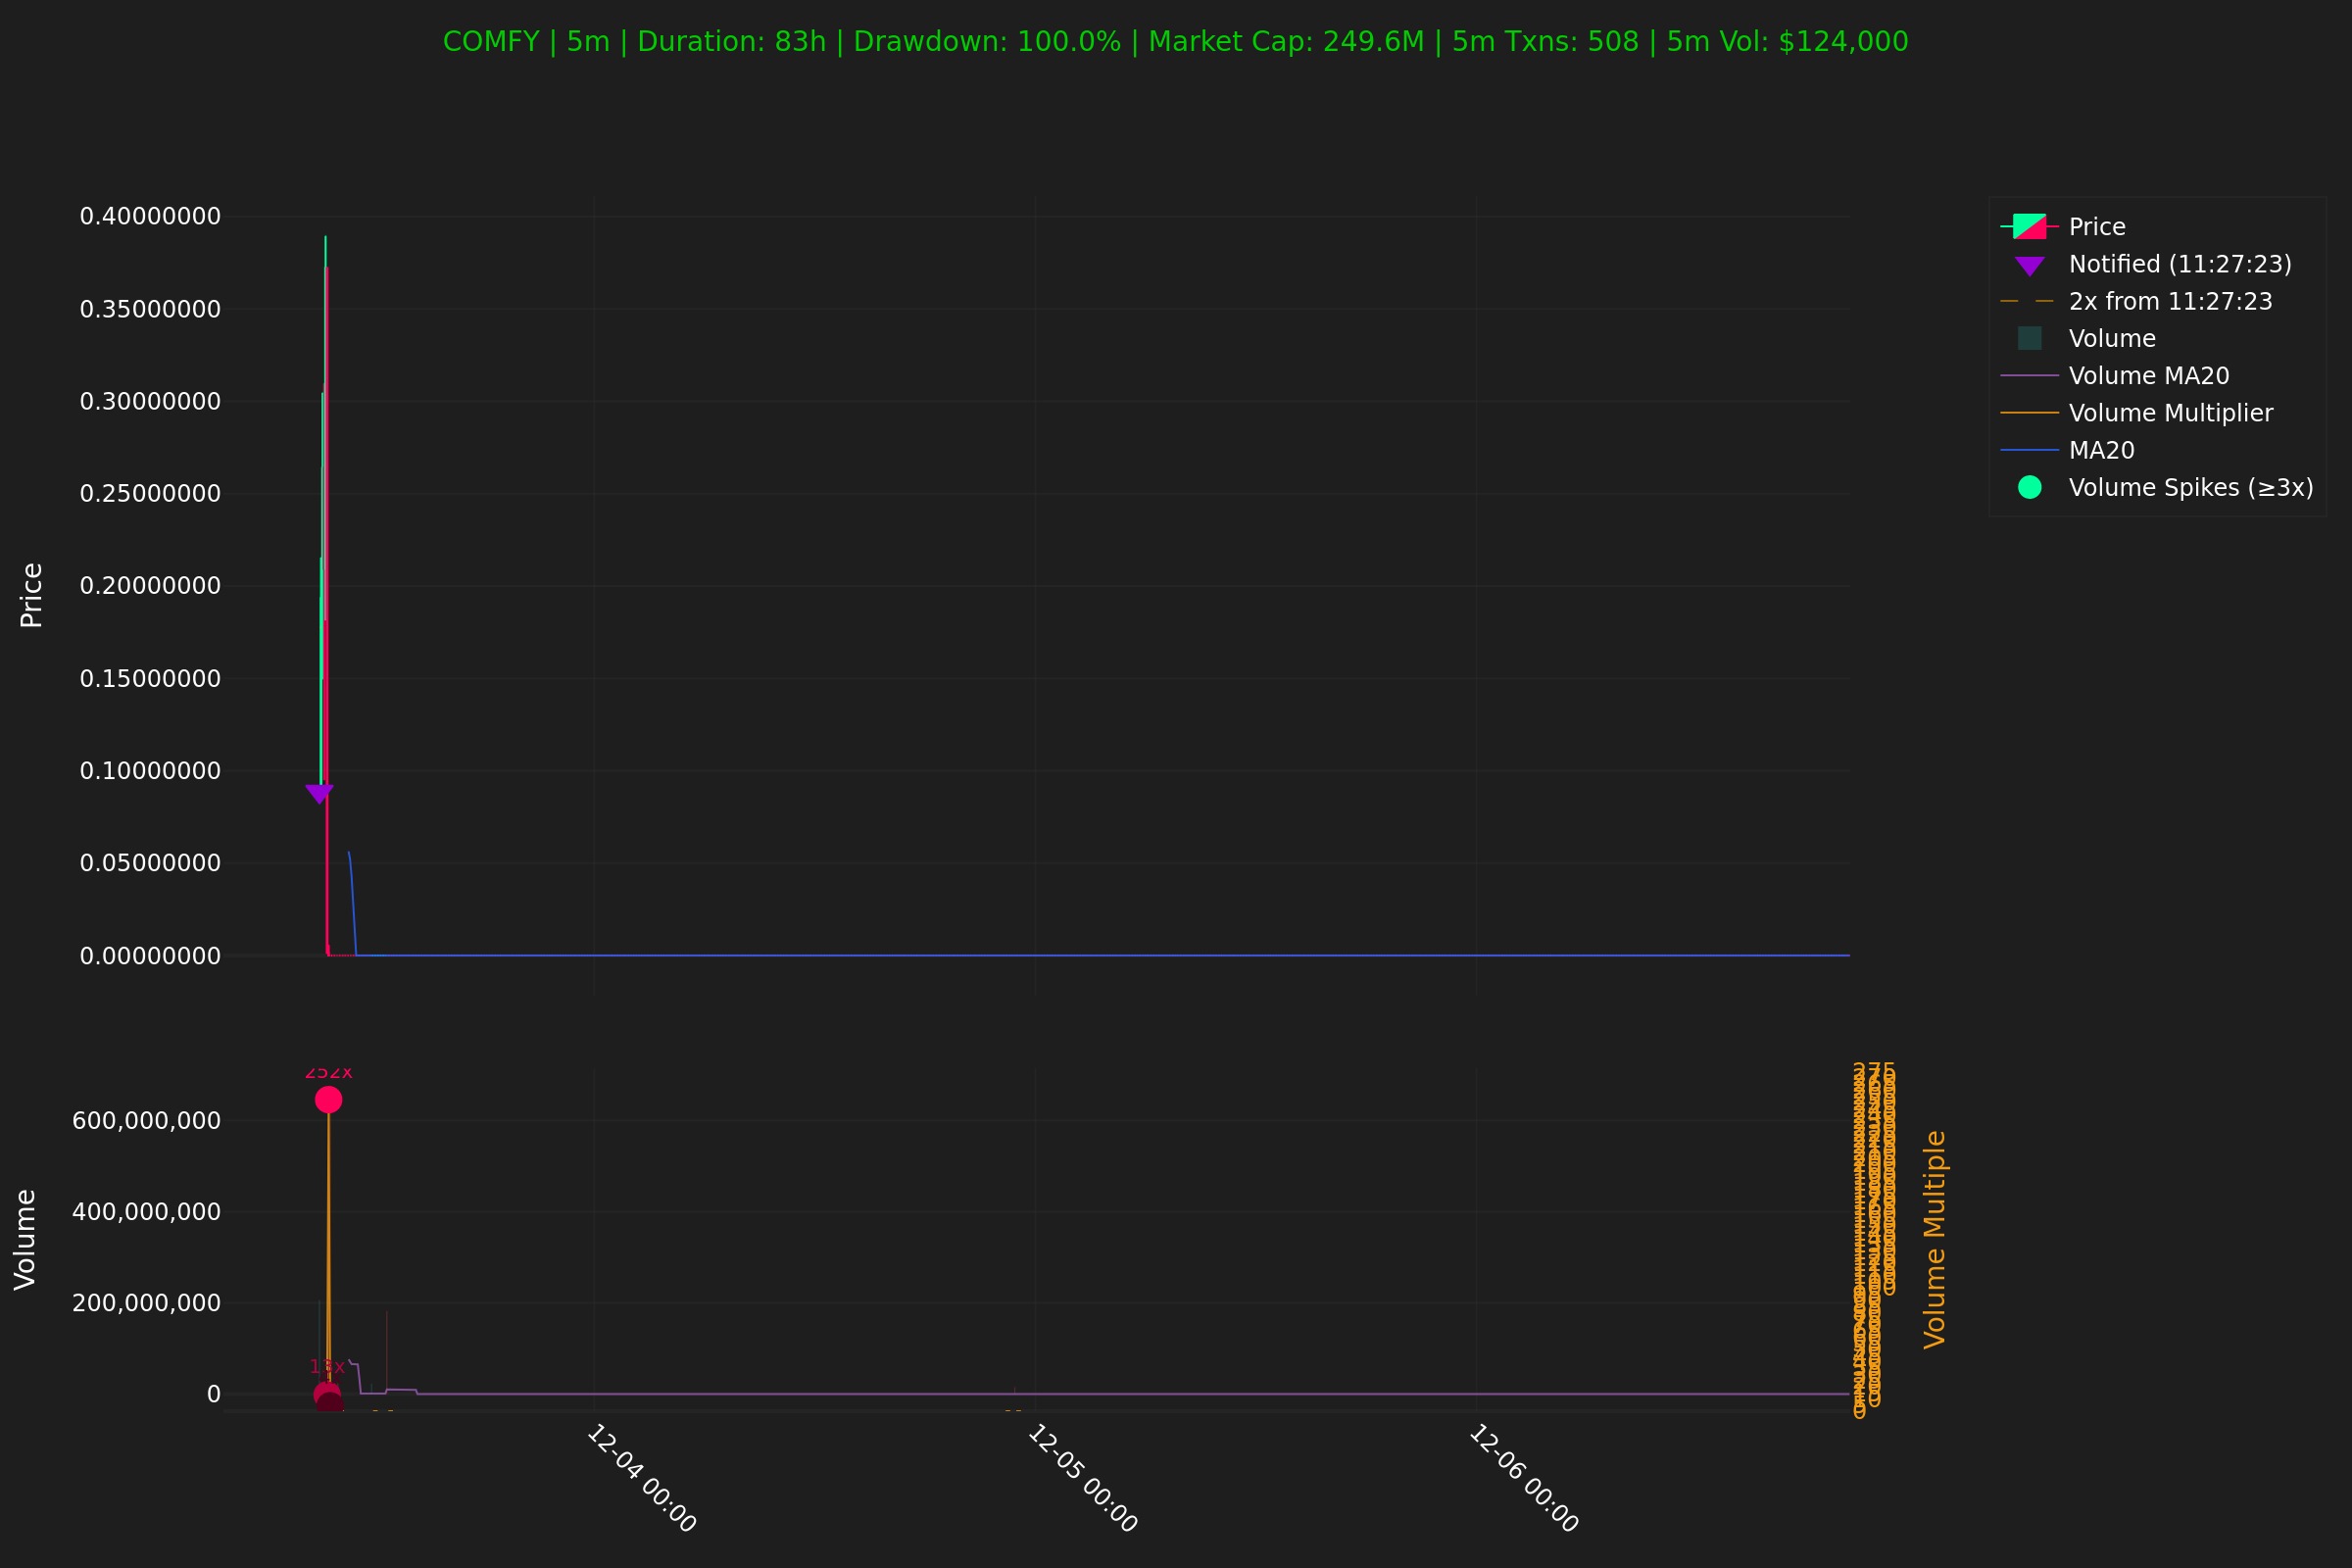 COMFY | 5m | Duration: 83h | Drawdown: 100.0% | Market Cap: 249.6M | 5m Txns: 508 | 5m Vol: $124,000
Price
0.40000000
0.35000000
0.30000000
0.25000000
0.20000000
0.15000000
0.10000000
0.05000000
0.00000000
Price
Notified (11:27:23)
2x from 11:27:23
Volume
Volume MA20
Volume Multiplier
MA20
Volume Spikes (≥3x)
Volume
600,000,000
400,000,000
200,000,000
0
252x
275
0
Volume Multiple
12-04 00:00
12-05 00:00
12-06 00:00